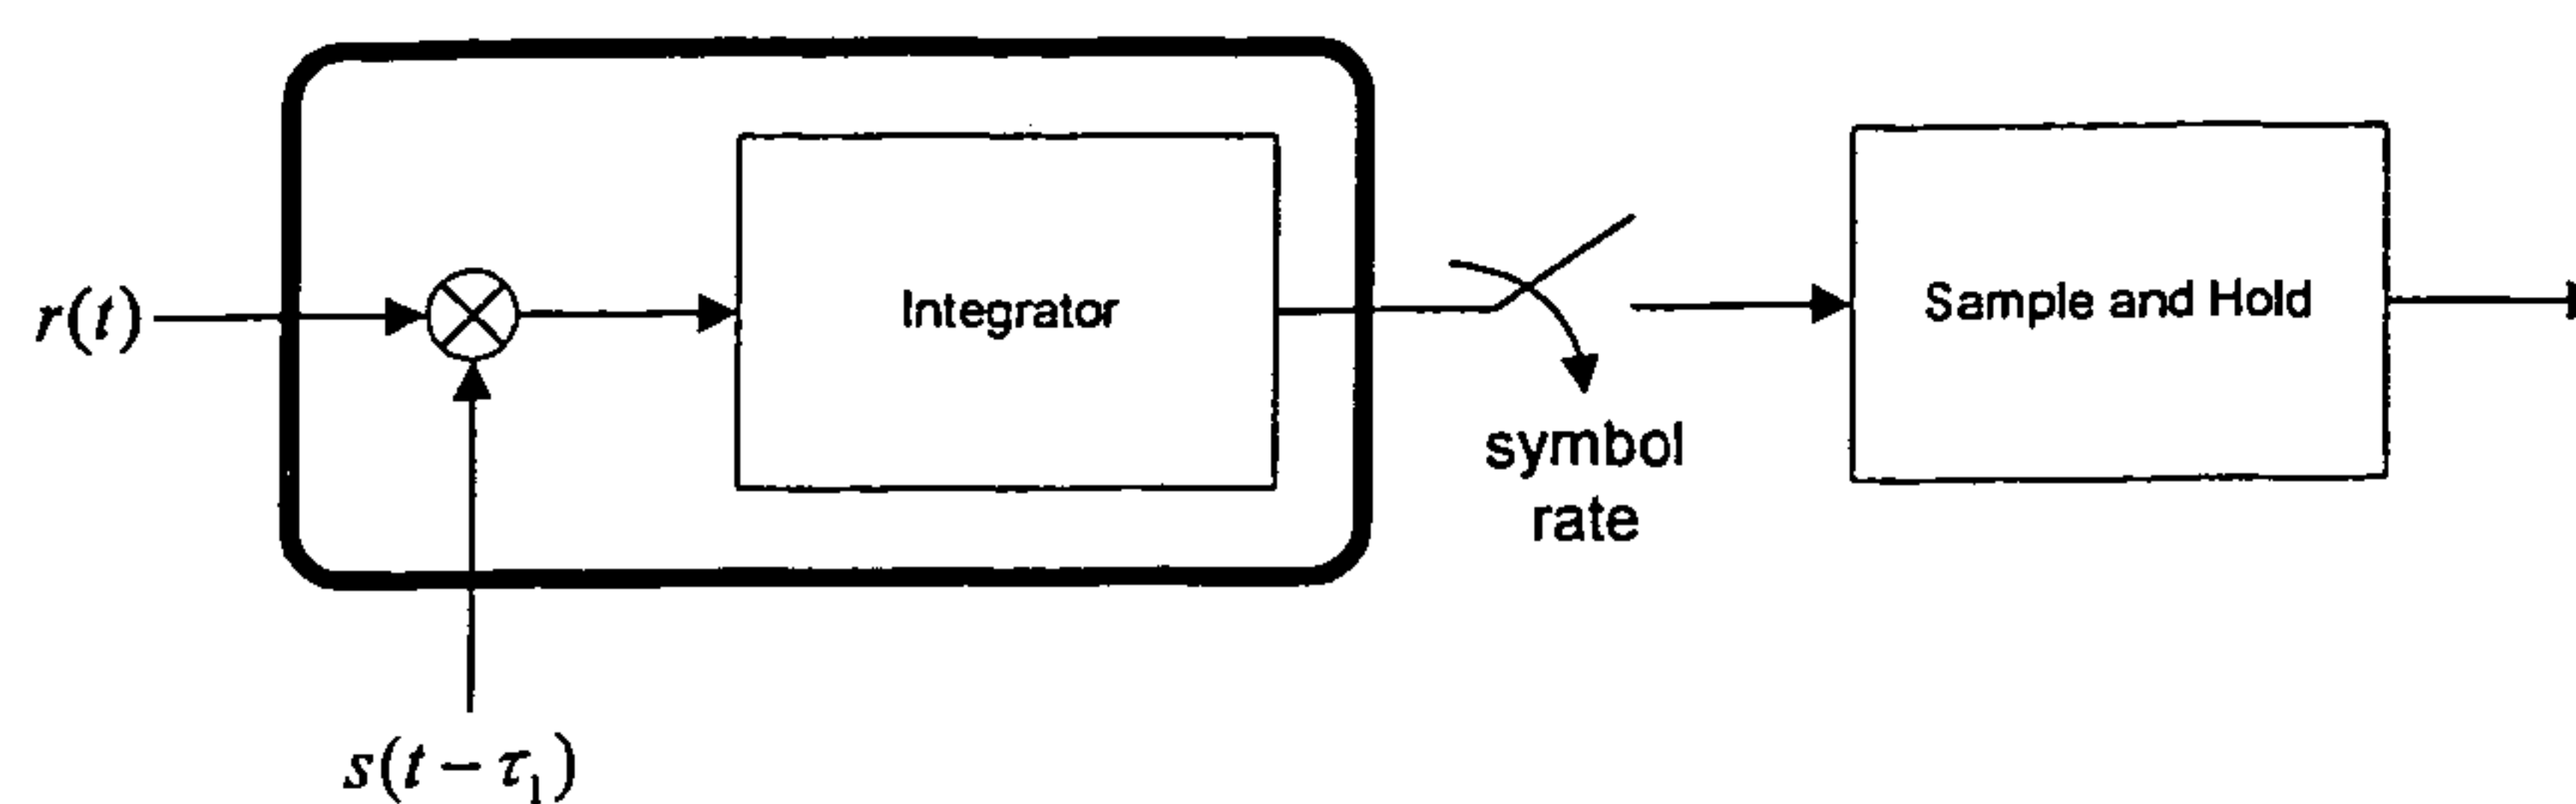 r(t)
Integrator
Sample and Hold
symbol
rate
s(t − τ₁)